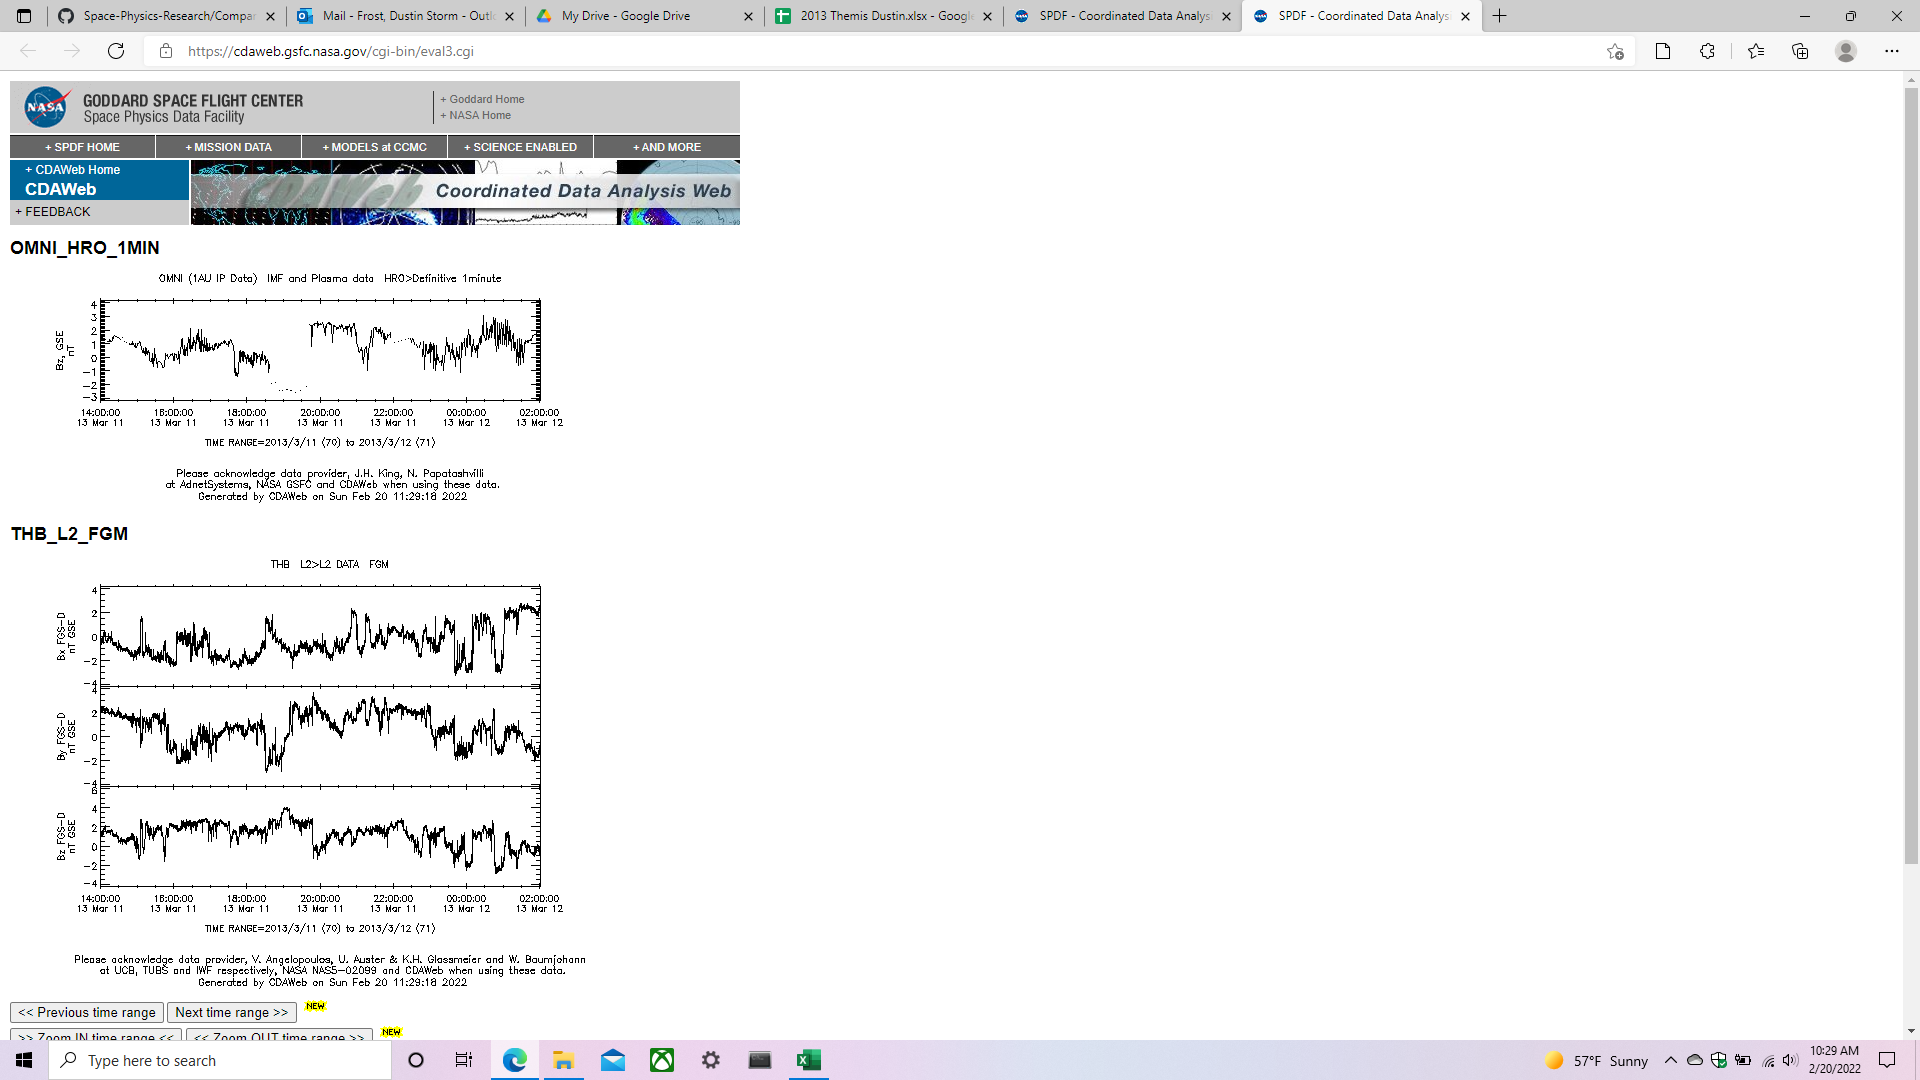 Space-Physics-Research/Compar
Mail - Frost, Dustin Storm - Outl
My Drive - Google Drive
2013 Themis Dustin.xlsx - Googl
SPDF - Coordinated Data Analys
SPDF - Coordinated Data Analys
https://cdaweb.gsfc.nasa.gov/cgi-bin/eval3.cgi
NASA
GODDARD SPACE FLIGHT CENTER
Space Physics Data Facility
+ Goddard Home
+ NASA Home
+ SPDF HOME
+ MISSION DATA
+ MODELS at CCMC
+ SCIENCE ENABLED
+ AND MORE
+ CDAWeb Home
CDAWeb
+ FEEDBACK
Coordinated Data Analysis Web
OMNI_HRO_1MIN
OMNI (1AU IP Data) IMF and Plasma data HRO>Definitive 1minute
Bz, GSE
nT
4
3
2
1
0
-1
-2
-3
14:00:00 16:00:00 18:00:00 20:00:00 22:00:00 00:00:00 02:00:00
13 Mar 11 13 Mar 11 13 Mar 11 13 Mar 11 13 Mar 11 13 Mar 12 13 Mar 12
TIME RANGE=2013/3/11 (70) to 2013/3/12 (71)
Please acknowledge data provider, J.H. King, N. Papatashvilli
at AdnetSystems, NASA GSFC and CDAWeb when using these data.
Generated by CDAWeb on Sun Feb 20 11:29:18 2022
THB_L2_FGM
THB L2>L2 DATA FGM
Bx FGS-D
nT GSE
4
2
0
-2
-4
By FGS-D
nT GSE
4
2
0
-2
-4
Bz FGS-D
nT GSE
6
4
2
0
-2
-4
14:00:00 16:00:00 18:00:00 20:00:00 22:00:00 00:00:00 02:00:00
13 Mar 11 13 Mar 11 13 Mar 11 13 Mar 11 13 Mar 11 13 Mar 12 13 Mar 12
TIME RANGE=2013/3/11 (70) to 2013/3/12 (71)
Please acknowledge data provider, V. Angelopoulos, U. Auster & K.H. Glassmeier and W. Baumjohann
at UCB, TUBS and IWF respectively, NASA NAS5-02099 and CDAWeb when using these data.
Generated by CDAWeb on Sun Feb 20 11:29:18 2022
<< Previous time range
Next time range >>
NEW
>> Zoom IN time range <<
<< Zoom OUT time range >>
NEW
Type here to search
57°F Sunny
10:29 AM
2/20/2022